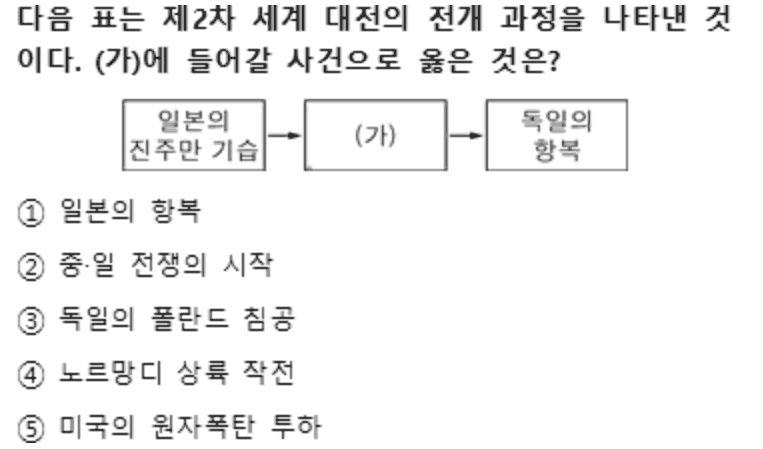 다음 표는 제2차 세계 대전의 전개 과정을 나타낸 것
이다. (가)에 들어갈 사건으로 옳은 것은?
일본의
진주만 기습
(가)
독일의
항복
① 일본의 항복
② 중·일 전쟁의 시작
③ 독일의 폴란드 침공
④ 노르망디 상륙 작전
⑤ 미국의 원자폭탄 투하